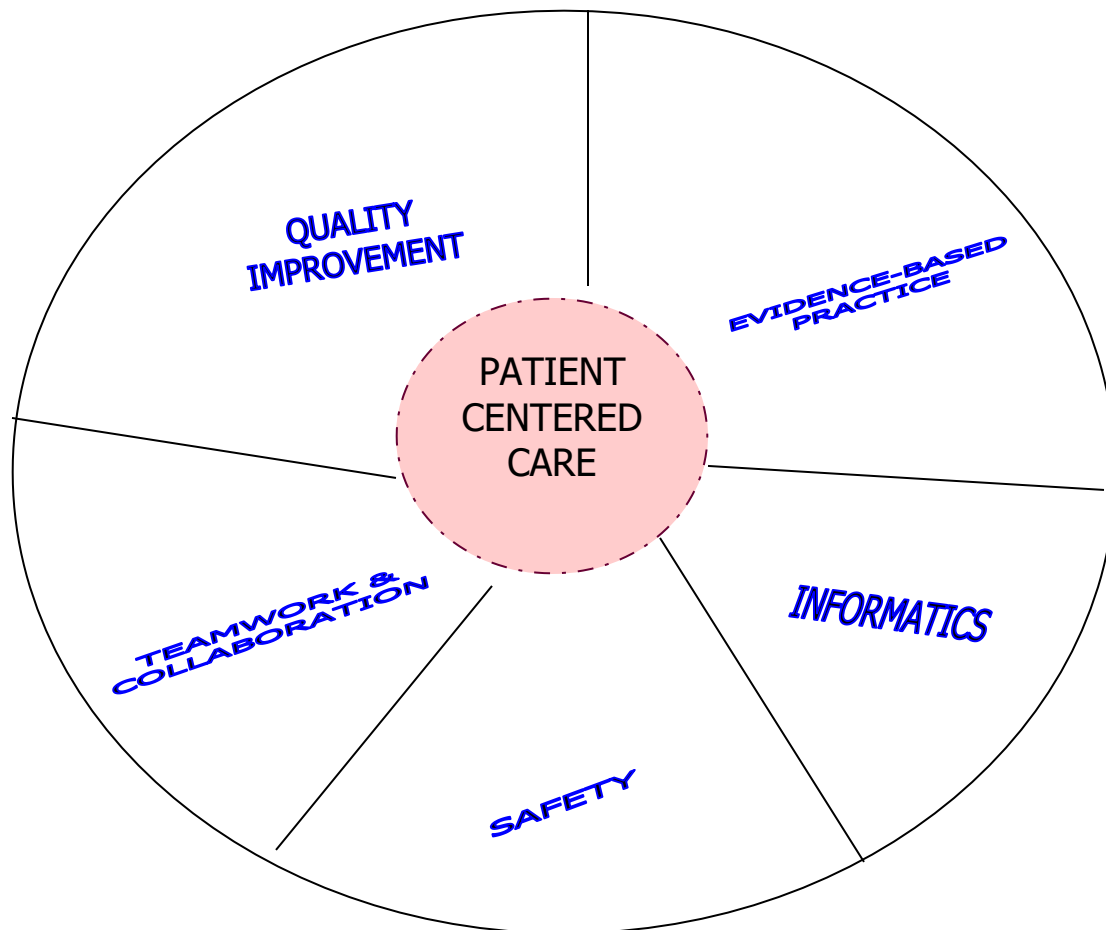 QUALITY
IMPROVEMENT
EVIDENCE-BASED
PRACTICE
PATIENT
CENTERED
CARE
TEAMWORK &
COLLABORATION
INFORMATICS
SAFETY